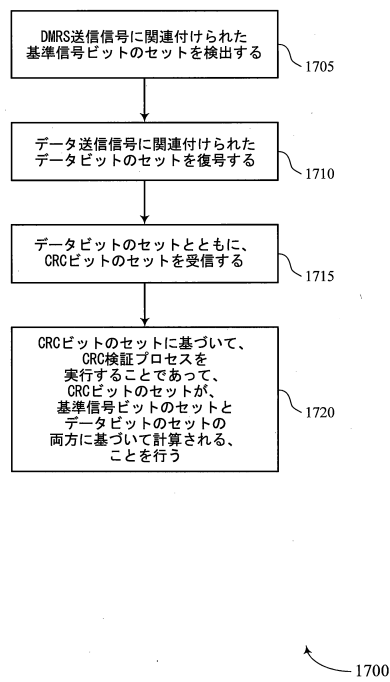 DMRS送信信号に関連付けられた
基準信号ビットのセットを検出する
1705
データ送信信号に関連付けられた
データビットのセットを復号する
1710
データビットのセットとともに、
CRCビットのセットを受信する
1715
CRCビットのセットに基づいて、
CRC検証プロセスを
実行することであって、
CRCビットのセットが、
基準信号ビットのセットと
データビットのセットの
両方に基づいて計算される、
ことを行う
1720
1700